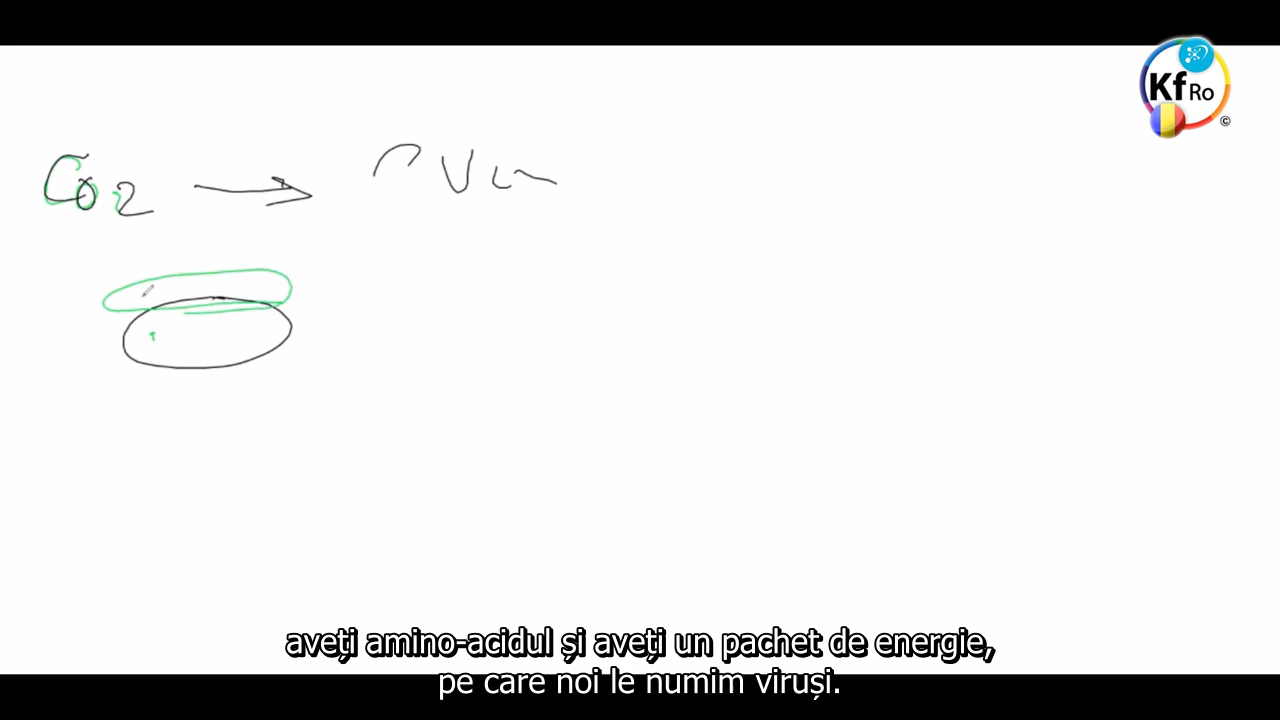 Kf Ro
©
CO2
aveți amino-acidul și aveți un pachet de energie,
pe care noi le numim viruși.